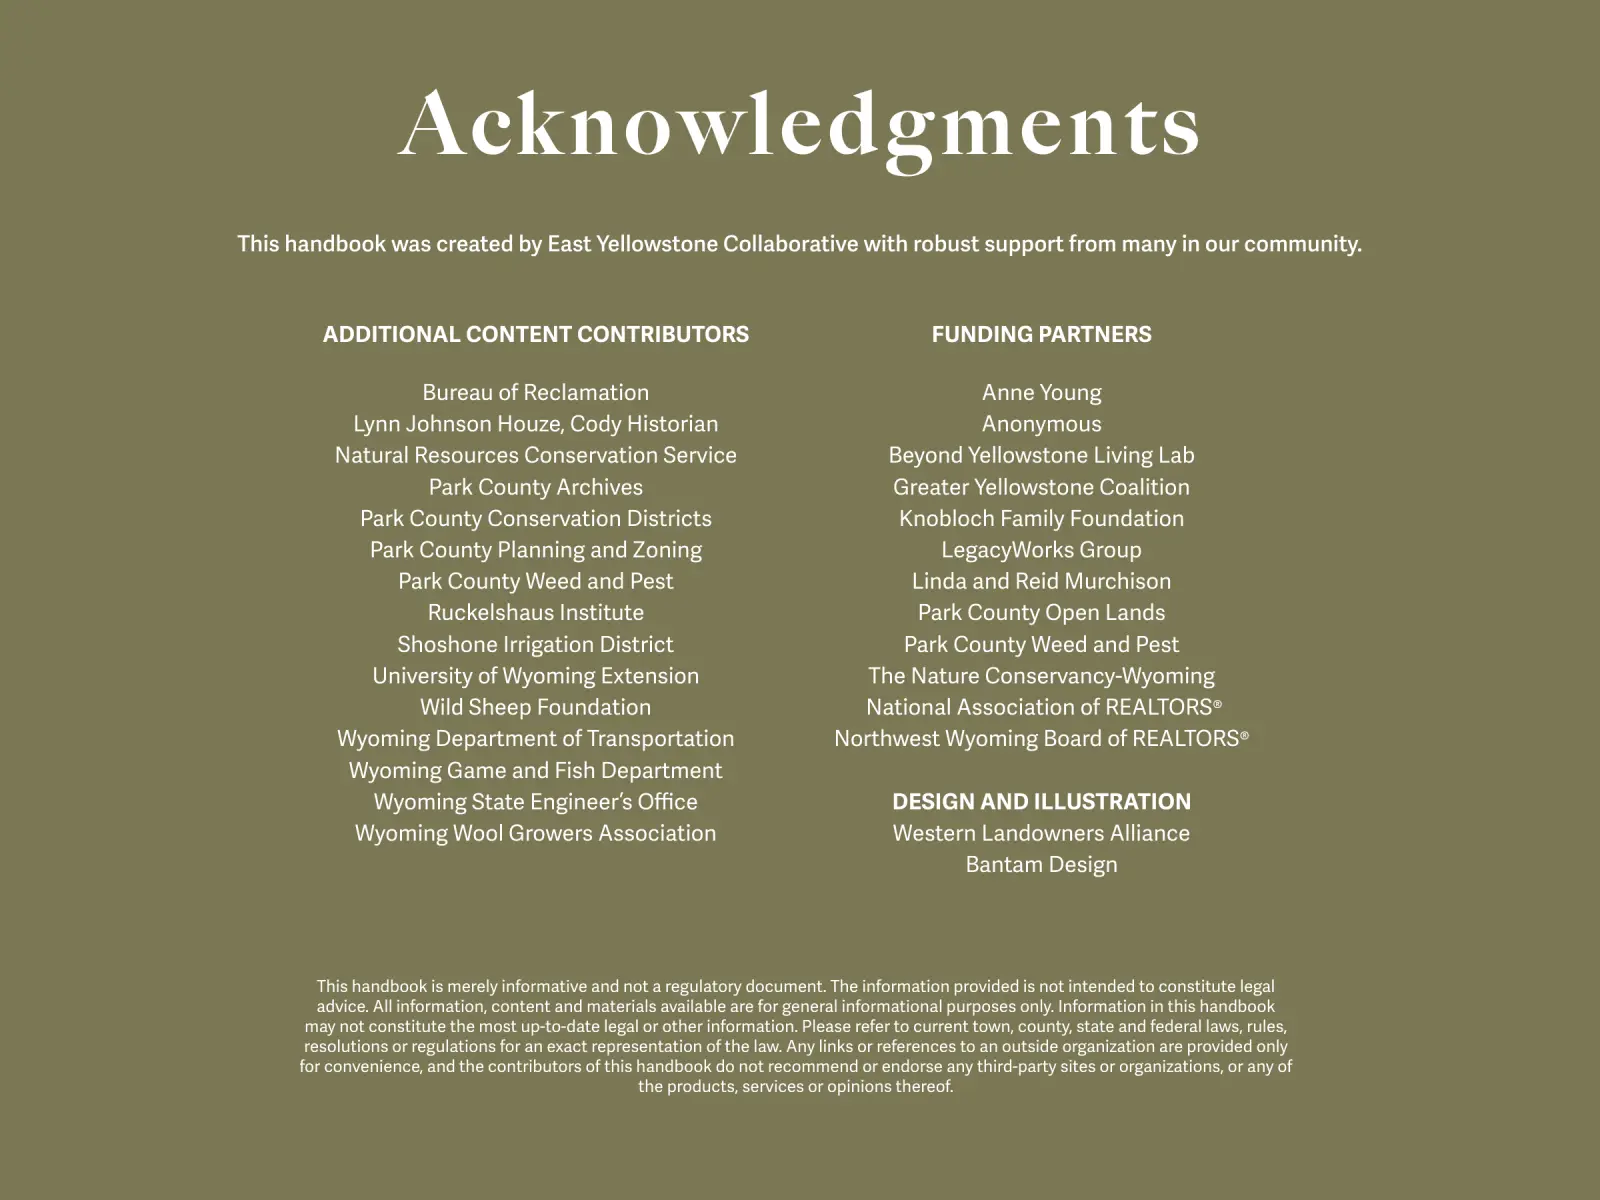 Acknowledgments
This handbook was created by East Yellowstone Collaborative with robust support from many in our community.
ADDITIONAL CONTENT CONTRIBUTORS
Bureau of Reclamation
Lynn Johnson Houze, Cody Historian
Natural Resources Conservation Service
Park County Archives
Park County Conservation Districts
Park County Planning and Zoning
Park County Weed and Pest
Ruckelshaus Institute
Shoshone Irrigation District
University of Wyoming Extension
Wild Sheep Foundation
Wyoming Department of Transportation
Wyoming Game and Fish Department
Wyoming State Engineer’s Office
Wyoming Wool Growers Association
FUNDING PARTNERS
Anne Young
Anonymous
Beyond Yellowstone Living Lab
Greater Yellowstone Coalition
Knobloch Family Foundation
LegacyWorks Group
Linda and Reid Murchison
Park County Open Lands
Park County Weed and Pest
The Nature Conservancy-Wyoming
National Association of REALTORS®
Northwest Wyoming Board of REALTORS®
DESIGN AND ILLUSTRATION
Western Landowners Alliance
Bantam Design
This handbook is merely informative and not a regulatory document. The information provided is not intended to constitute legal
advice. All information, content and materials available are for general informational purposes only. Information in this handbook
may not constitute the most up-to-date legal or other information. Please refer to current town, county, state and federal laws, rules,
resolutions or regulations for an exact representation of the law. Any links or references to an outside organization are provided only
for convenience, and the contributors of this handbook do not recommend or endorse any third-party sites or organizations, or any of
the products, services or opinions thereof.